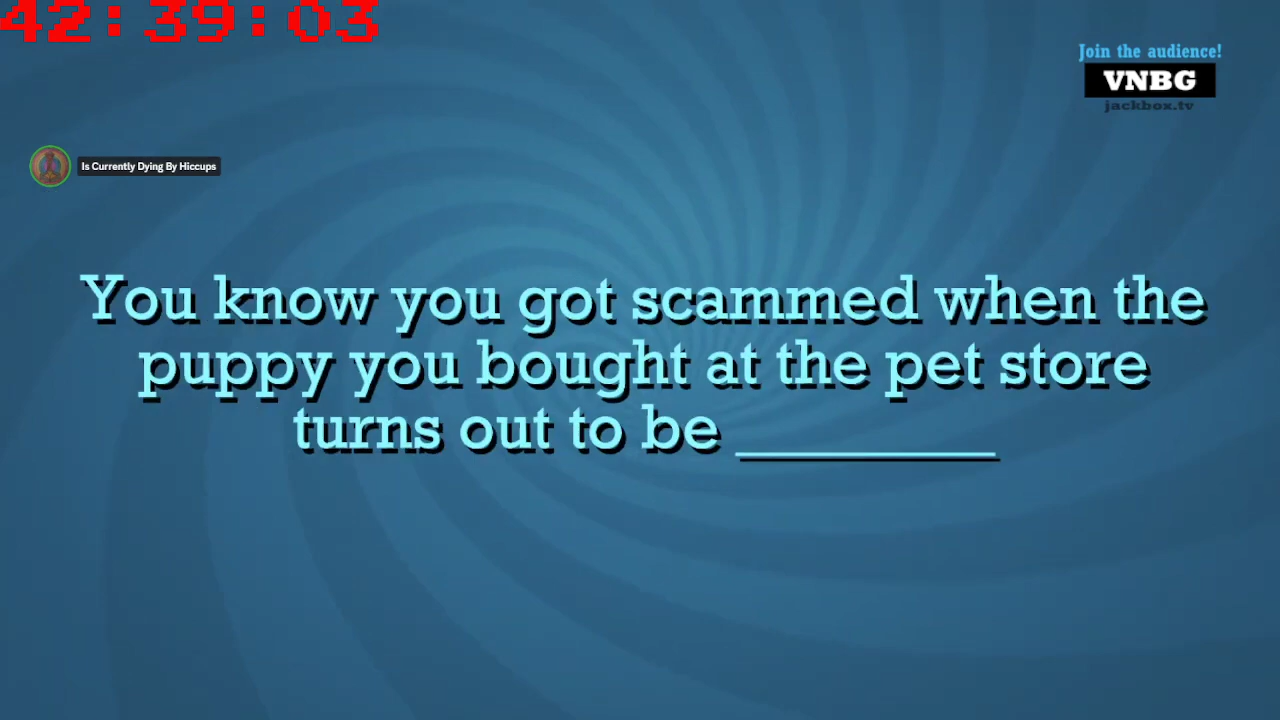 42:39:03
Join the audience!
VNBG
jackbox.tv
Is Currently Dying By Hiccups
You know you got scammed when the
puppy you bought at the pet store
turns out to be _________